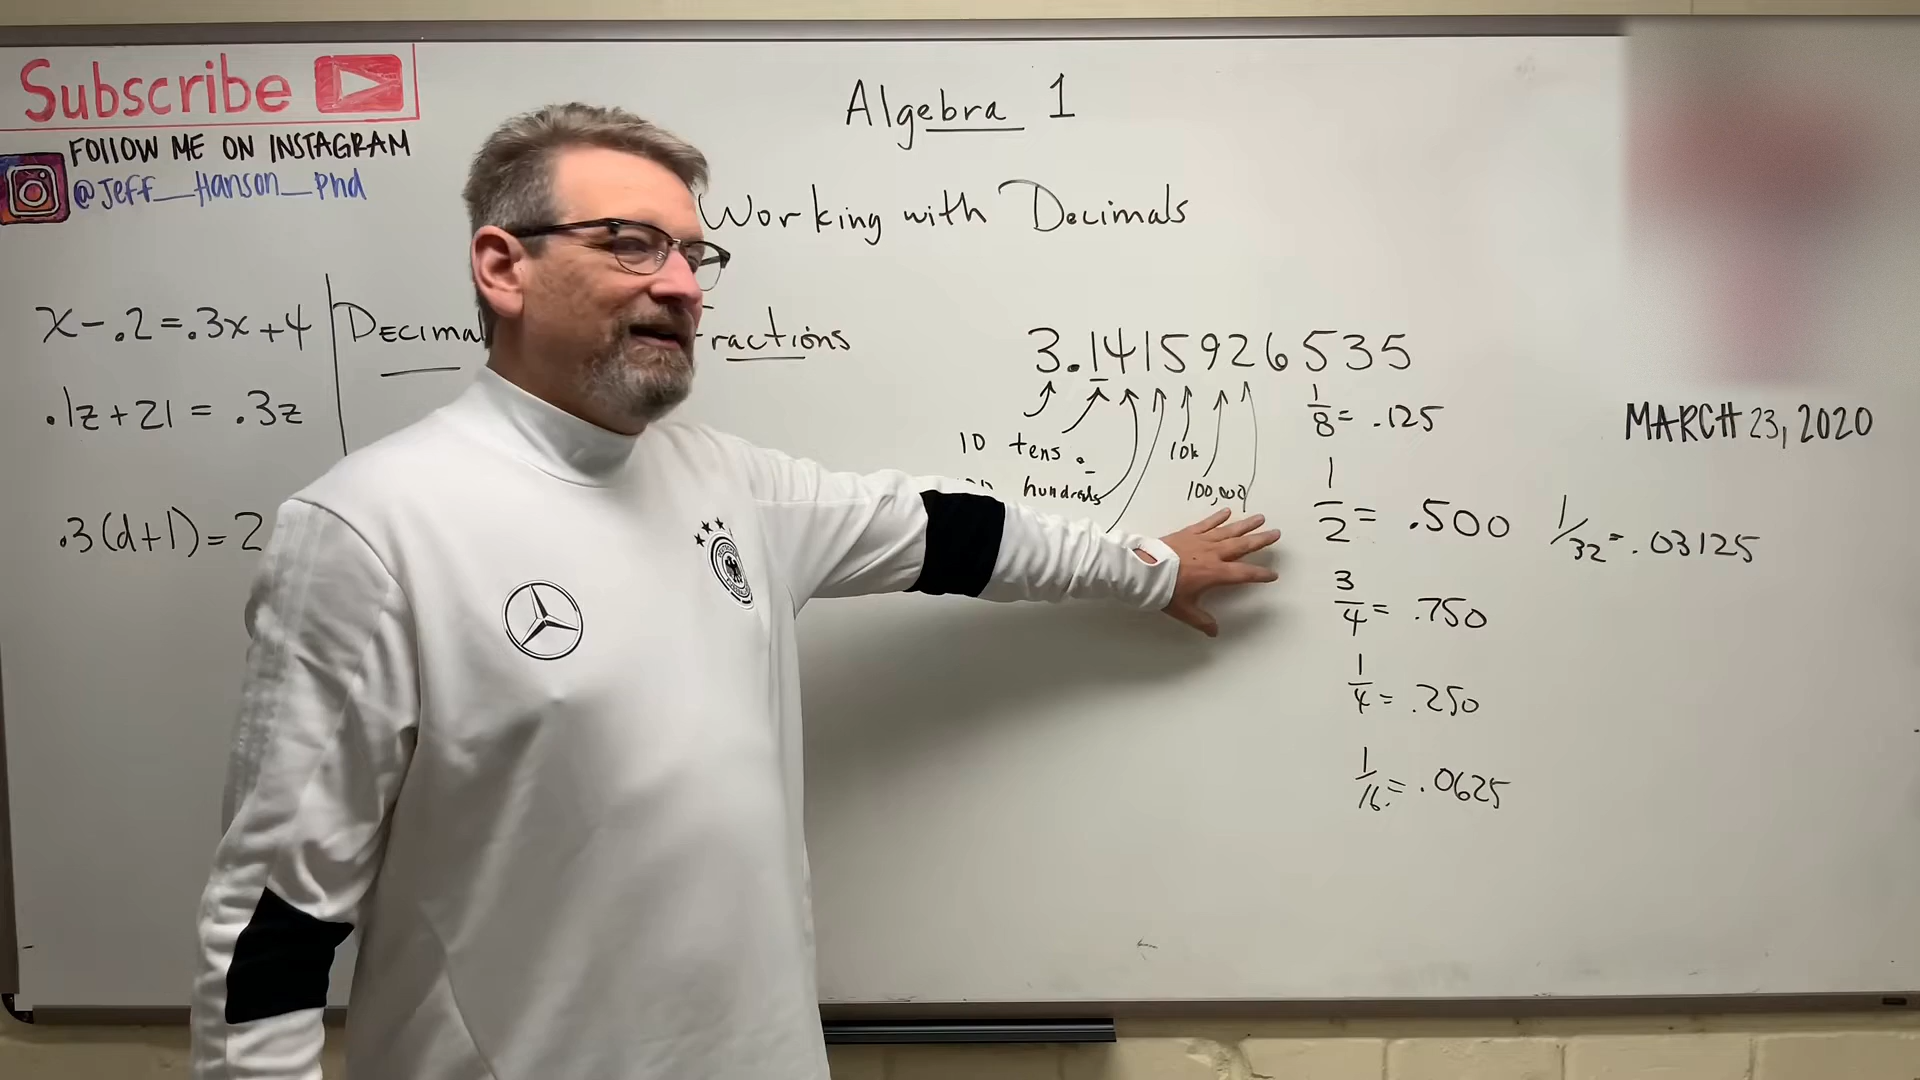 Subscribe
FOLLOW ME ON INSTAGRAM
@Jeff_Hanson_Phd
Algebra 1
Working with Decimals
x-.2=.3x+4
.1z+21 = .3z
.3(d+1)=2
Decimal
ractions
3.1415926535
10 tens
hundreds
10k
100,000
1/8 = .125
1/2 = .500
1/32 = .03125
3/4 = .750
1/4 = .250
1/16 = .0625
MARCH 23, 2020